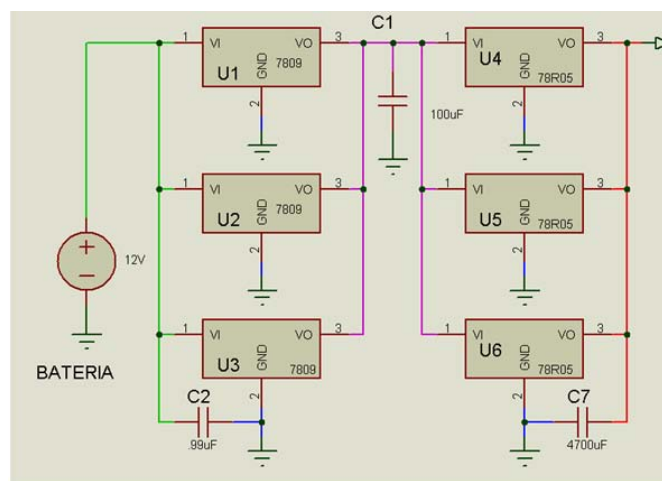 C1
1 VI VO 3
U1 GND 7809
2
1 VI VO 3
U4 GND 78R05
2
100uF
1 VI VO 3
U2 GND 7809
2
1 VI VO 3
U5 GND 78R05
2
12V
1 VI VO 3
U3 GND 7809
2
1 VI VO 3
U6 GND 78R05
2
BATERIA
C2
.99uF
C7
4700uF